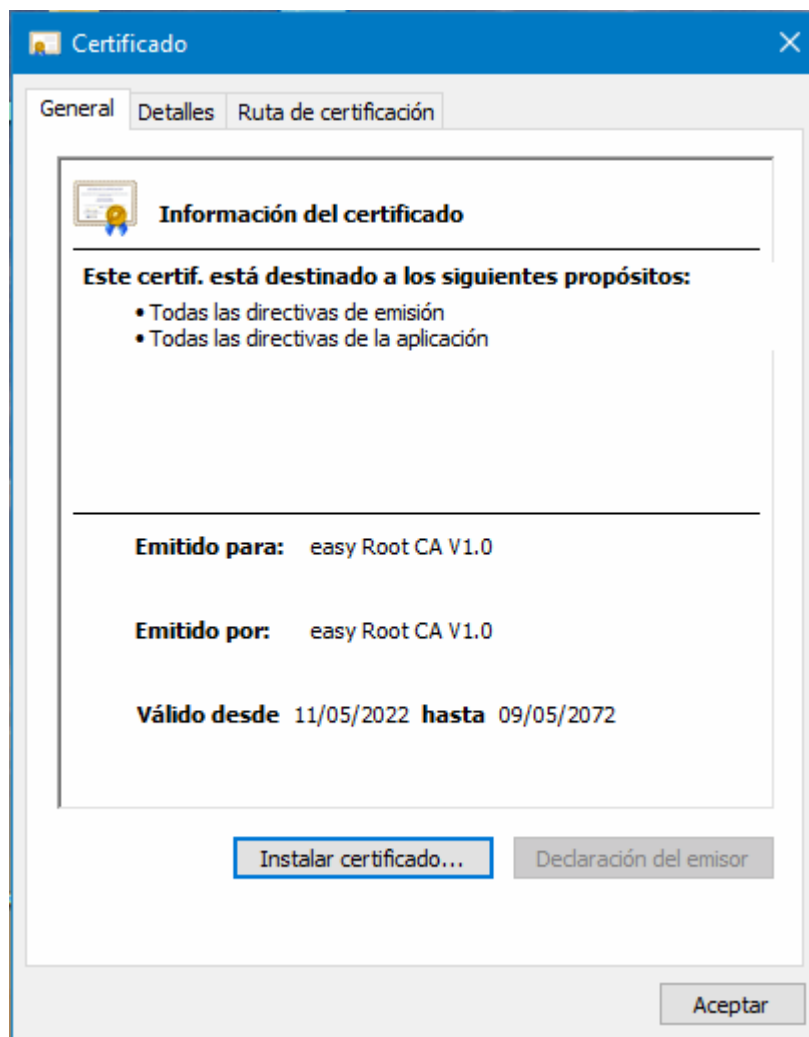 Certificado
General Detalles Ruta de certificación
Información del certificado
Este certif. está destinado a los siguientes propósitos:
• Todas las directivas de emisión
• Todas las directivas de la aplicación
Emitido para: easy Root CA V1.0
Emitido por: easy Root CA V1.0
Válido desde 11/05/2022 hasta 09/05/2072
Instalar certificado... Declaración del emisor
Aceptar